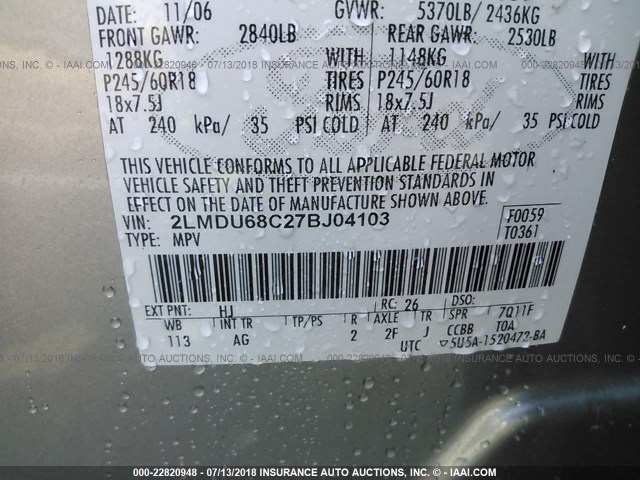 DATE: 11/06 GVWR: 5370LB/ 2436KG
FRONT GAWR: 2840LB REAR GAWR: 2530LB
1288KG WITH 1148KG WITH
P245/60R18 TIRES P245/60R18 TIRES
18x7.5J RIMS 18x7.5J RIMS
AT 240 kPa/ 35 PSI COLD AT 240 kPa/ 35 PSI COLD
THIS VEHICLE CONFORMS TO ALL APPLICABLE FEDERAL MOTOR
VEHICLE SAFETY AND THEFT PREVENTION STANDARDS IN
EFFECT ON THE DATE OF MANUFACTURE SHOWN ABOVE.
VIN: 2LMDU68C27BJ04103 F0059
TYPE: MPV T0361
EXT PNT: HJ RC: 26 DSO:
WB INT TR TP/PS R AXLE TR SPR 7Q11F
113 AG 2 2F J CCBB TOA
UTC ▽5U5A-1520472-BA
000-22820948 - 07/13/2018 INSURANCE AUTO AUCTIONS, INC. - IAAI.COM